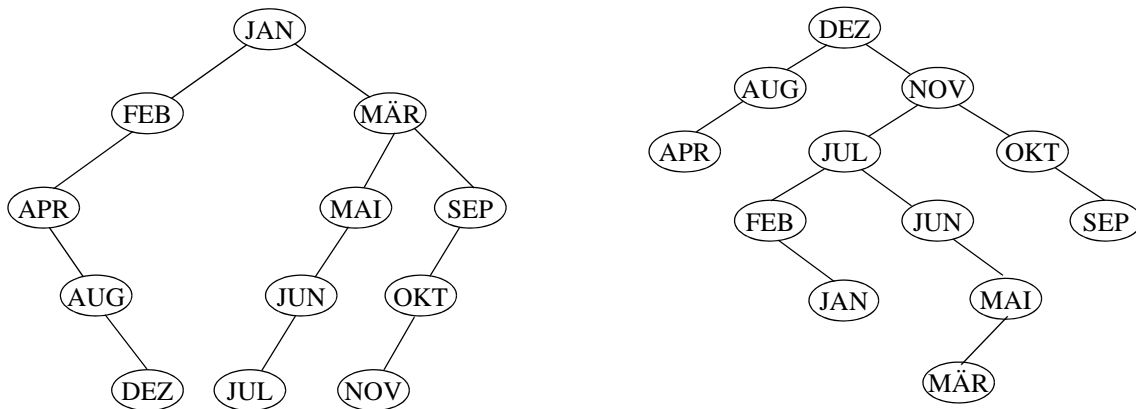 JAN
FEB MÄR
APR MAI SEP
AUG JUN OKT
DEZ JUL NOV
DEZ
AUG NOV
APR JUL OKT
FEB JUN SEP
JAN MAI
MÄR